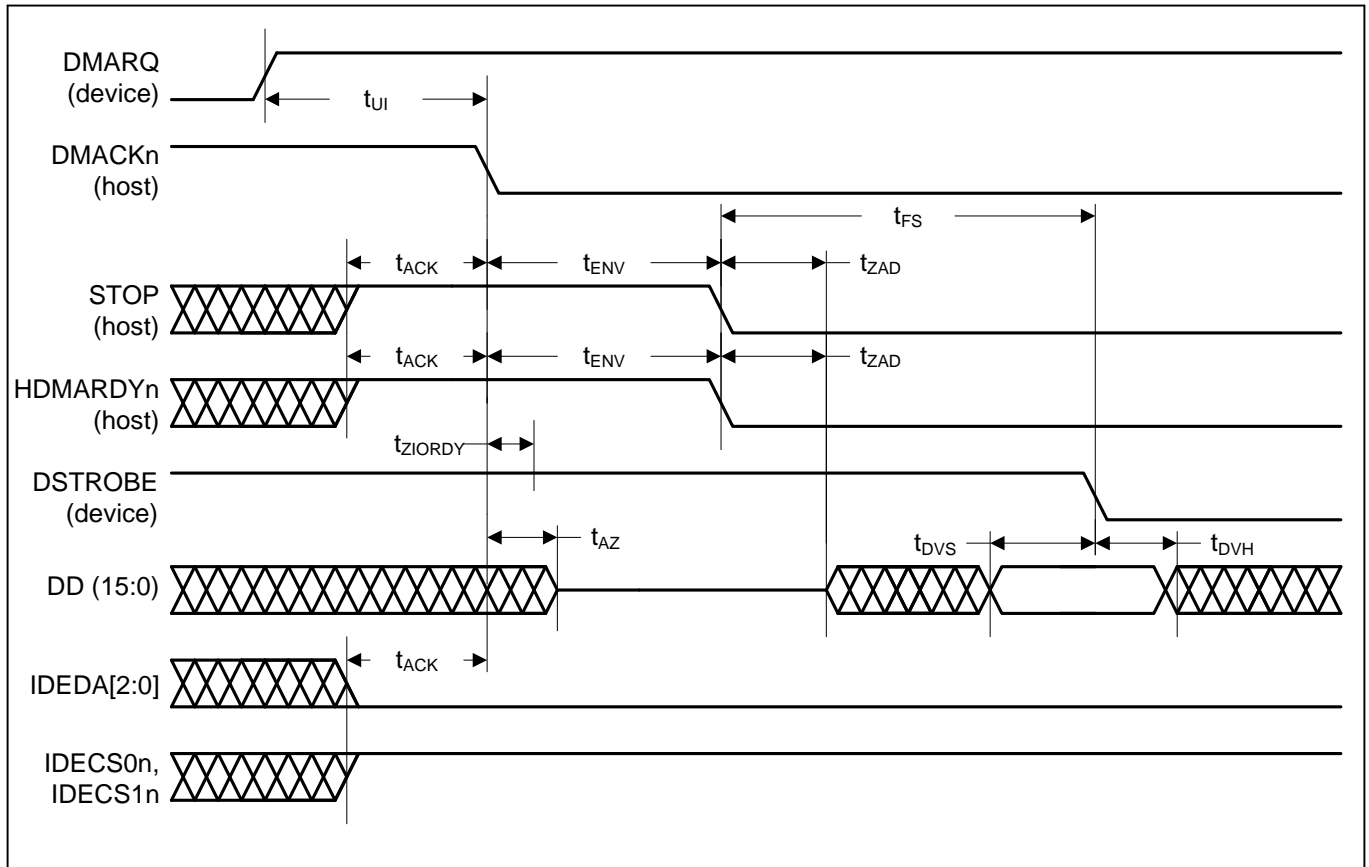 DMARQ
(device)
tUI
DMACKn
(host)
tFS
tACK
tENV
tZAD
STOP
(host)
tACK
tENV
tZAD
HDMARDYn
(host)
tZIORDY
DSTROBE
(device)
tAZ
tDVS
tDVH
DD (15:0)
tACK
IDEDA[2:0]
IDECS0n,
IDECS1n